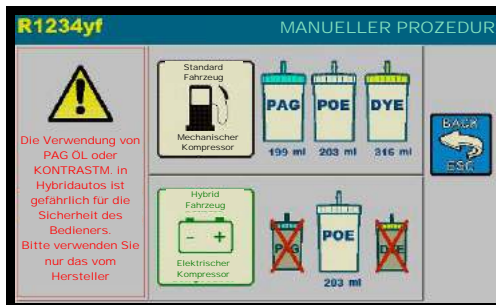 R1234yf
MANUELLER PROZEDUR
Die Verwendung von
PAG ÖL oder
KONTRASTM. in
Hybridautos ist
gefährlich für die
Sicherheit des
Bedieners.
Bitte verwenden Sie
nur das vom
Hersteller
Standard
Fahrzeug
Mechanischer
Kompressor
PAG
POE
DYE
199 ml
203 ml
316 ml
Hybrid
Fahrzeug
- +
Elektrischer
Kompressor
PAG
POE
DYE
203 ml
BACK
ESC